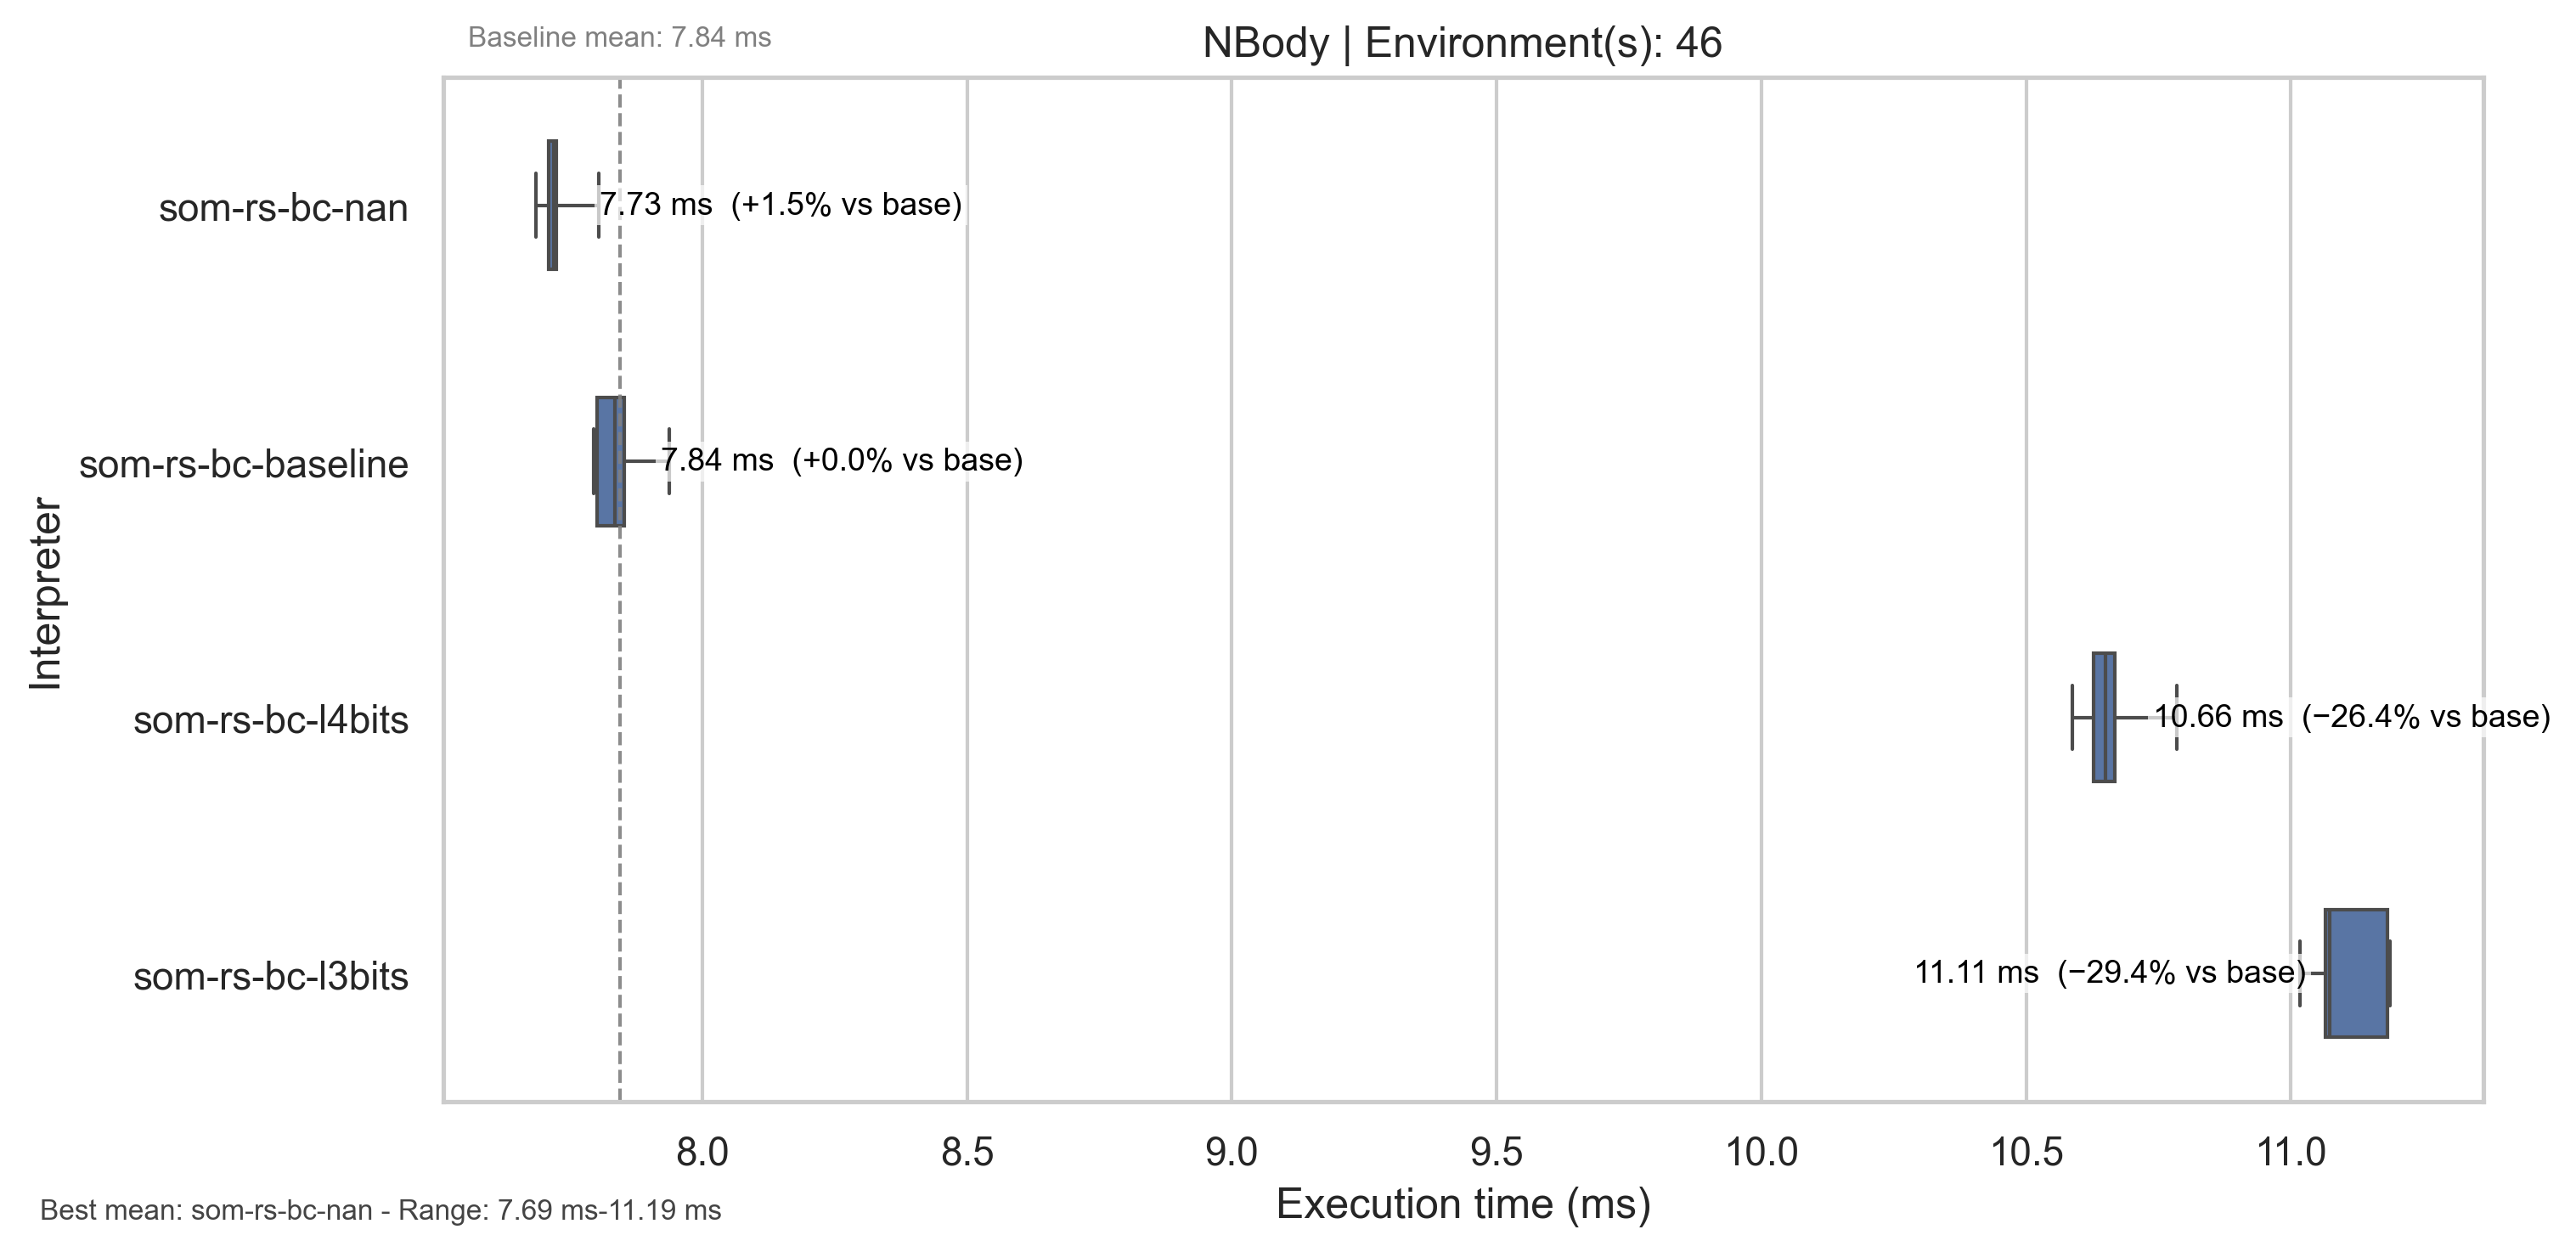 Baseline mean: 7.84 ms
NBody | Environment(s): 46
som-rs-bc-nan
7.73 ms (+1.5% vs base)
som-rs-bc-baseline
7.84 ms (+0.0% vs base)
Interpreter
som-rs-bc-l4bits
10.66 ms (−26.4% vs base)
som-rs-bc-l3bits
11.11 ms (−29.4% vs base)
8.0 8.5 9.0 9.5 10.0 10.5 11.0
Execution time (ms)
Best mean: som-rs-bc-nan - Range: 7.69 ms-11.19 ms